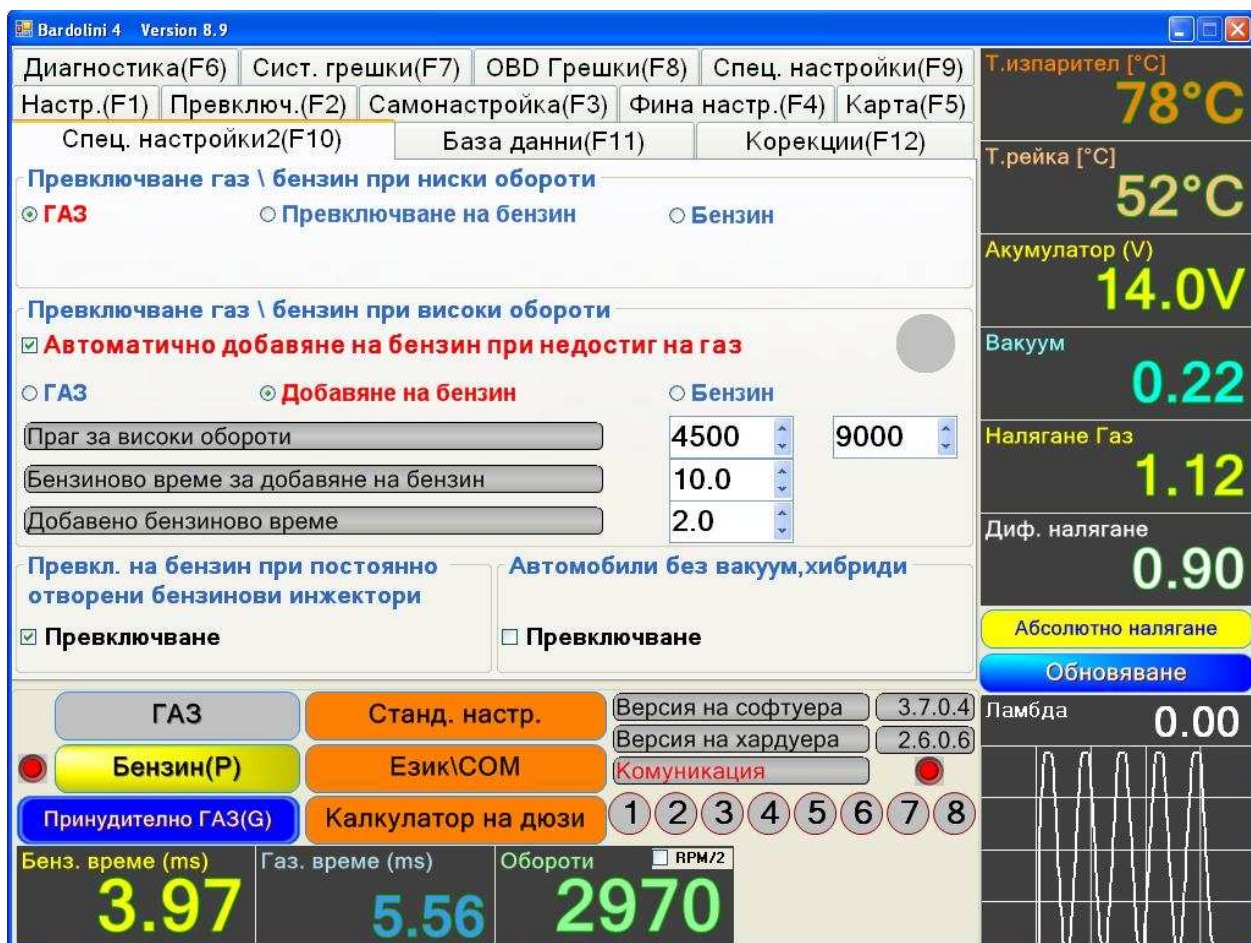 Bardolini 4 Version 8.9
Диагностика(F6) Сист. грешки(F7) OBD Грешки(F8) Спец. настройки(F9)
Настр.(F1) Превключ.(F2) Самонастройка(F3) Фина настр.(F4) Карта(F5)
Спец. настройки2(F10) База данни(F11) Корекции(F12)
Превключване газ \ бензин при ниски обороти
ГАЗ Превключване на бензин Бензин
Превключване газ \ бензин при високи обороти
Автоматично добавяне на бензин при недостиг на газ
ГАЗ Добавяне на бензин Бензин
Праг за високи обороти 4500 9000
Бензиново време за добавяне на бензин 10.0
Добавено бензиново време 2.0
Превкл. на бензин при постоянно
отворени бензинови инжектори
Превключване
Автомобили без вакуум,хибриди
Превключване
Т.изпарител [°C]
78°C
Т.рейка [°C]
52°C
Акумулатор (V)
14.0V
Вакуум
0.22
Налягане Газ
1.12
Диф. налягане
0.90
Абсолютно налягане
Обновяване
Ламбда 0.00
ГАЗ Станд. настр. Версия на софтуера 3.7.0.4
Версия на хардуера 2.6.0.6
Бензин(P) Език\COM Комуникация
Принудително ГАЗ(G) Калкулатор на дюзи 1 2 3 4 5 6 7 8
Бенз. време (ms) Газ. време (ms) Обороти RPM/2
3.97 5.56 2970